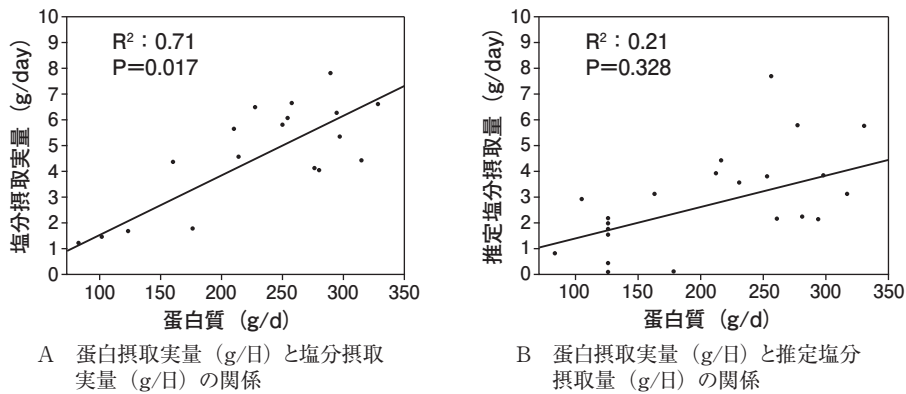 10
9
8
7
6
5
4
3
2
1
0
塩分摂取実量 (g/day)
R²:0.71
P=0.017
100 150 200 250 300 350
蛋白質 (g/d)
A 蛋白摂取実量 (g/日) と塩分摂取
実量 (g/日) の関係
10
9
8
7
6
5
4
3
2
1
0
推定塩分摂取量 (g/day)
R²:0.21
P=0.328
100 150 200 250 300 350
蛋白質 (g/d)
B 蛋白摂取実量 (g/日) と推定塩分
摂取量 (g/日) の関係